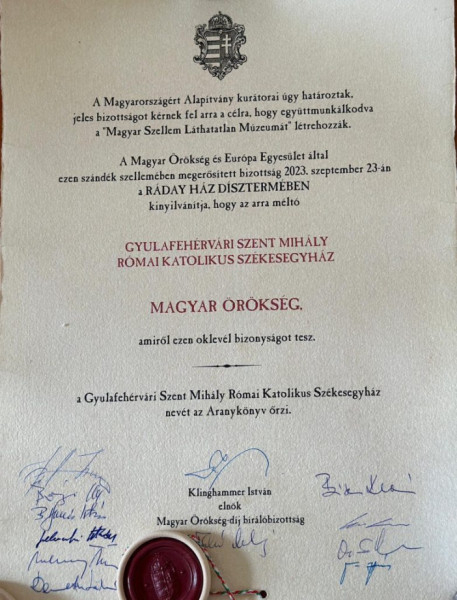 A Magyarországért Alapítvány kurátorai úgy határoztak,
jeles bizottságot kérnek fel arra a célra, hogy együttmunkálkodva
a "Magyar Szellem Láthatatlan Múzeumát" létrehozzák.
A Magyar Örökség és Európa Egyesület által
ezen szándék szellemében megerősített bizottság 2023. szeptember 23-án
a RÁDAY HÁZ DÍSZTERMÉBEN
kinyilvánítja, hogy az arra méltó
GYULAFEHÉRVÁRI SZENT MIHÁLY
RÓMAI KATOLIKUS SZÉKESEGYHÁZ
MAGYAR ÖRÖKSÉG,
amiről ezen oklevél bizonyságot tesz.
a Gyulafehérvári Szent Mihály Római Katolikus Székesegyház
nevét az Aranykönyv őrzi.
Klinghammer István
elnök
Magyar Örökség-díj bírálóbizottság